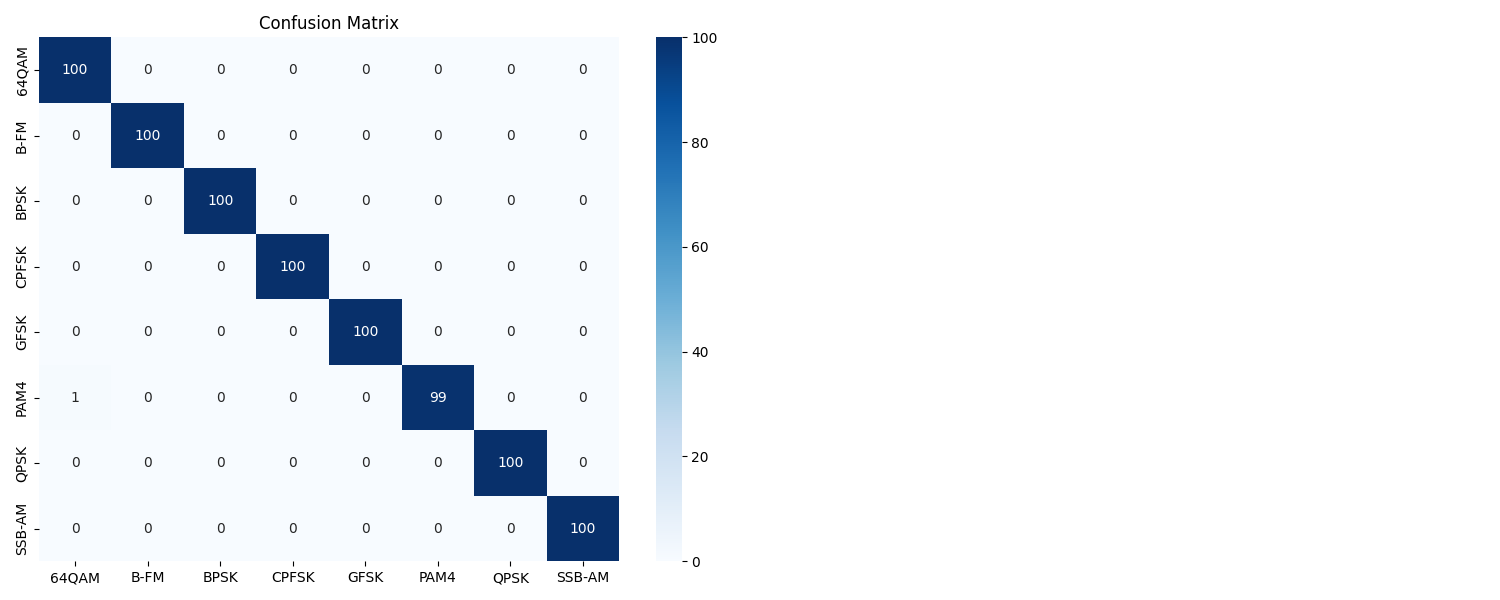 Confusion Matrix
64QAM 100 0 0 0 0 0 0 0
B-FM 0 100 0 0 0 0 0 0
BPSK 0 0 100 0 0 0 0 0
CPFSK 0 0 0 100 0 0 0 0
GFSK 0 0 0 0 100 0 0 0
PAM4 1 0 0 0 0 99 0 0
QPSK 0 0 0 0 0 0 100 0
SSB-AM 0 0 0 0 0 0 0 100
64QAM B-FM BPSK CPFSK GFSK PAM4 QPSK SSB-AM
100
80
60
40
20
0